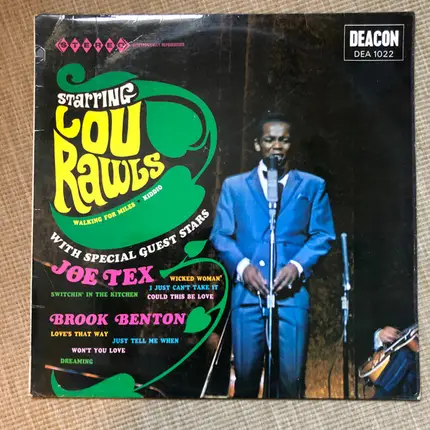 STEREO
DEACON
DEA 1022
STARRING
LOU
RAWLS
WALKING FOR MILES • KIDDIO
WITH SPECIAL GUEST STARS
JOE TEX
WICKED WOMAN
SWITCHIN' IN THE KITCHEN
I JUST CAN'T TAKE IT
COULD THIS BE LOVE
BROOK BENTON
LOVE'S THAT WAY
JUST TELL ME WHEN
WON'T YOU LOVE
DREAMING